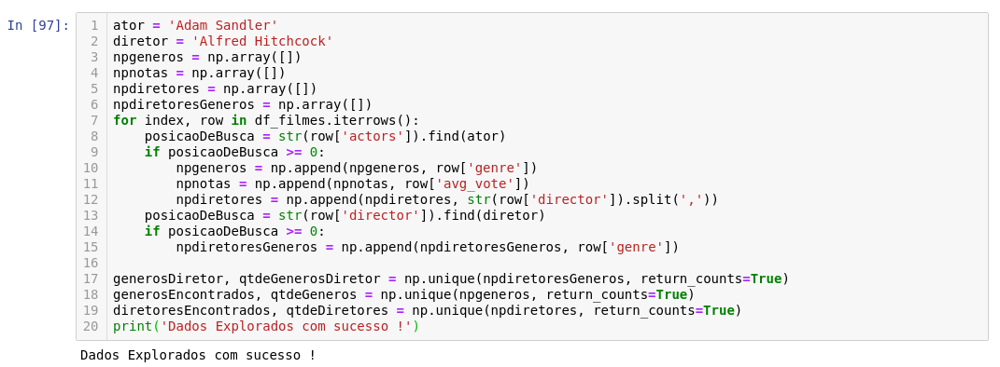 In [97]:
1 ator = 'Adam Sandler'
2 diretor = 'Alfred Hitchcock'
3 npgeneros = np.array([])
4 npnotas = np.array([])
5 npdiretores = np.array([])
6 npdiretoresGeneros = np.array([])
7 for index, row in df_filmes.iterrows():
8     posicaoDeBusca = str(row['actors']).find(ator)
9     if posicaoDeBusca >= 0:
10         npgeneros = np.append(npgeneros, row['genre'])
11         npnotas = np.append(npnotas, row['avg_vote'])
12         npdiretores = np.append(npdiretores, str(row['director']).split(','))
13     posicaoDeBusca = str(row['director']).find(diretor)
14     if posicaoDeBusca >= 0:
15         npdiretoresGeneros = np.append(npdiretoresGeneros, row['genre'])
16
17 generosDiretor, qtdeGenerosDiretor = np.unique(npdiretoresGeneros, return_counts=True)
18 generosEncontrados, qtdeGeneros = np.unique(npgeneros, return_counts=True)
19 diretoresEncontrados, qtdeDiretores = np.unique(npdiretores, return_counts=True)
20 print('Dados Explorados com sucesso !')
Dados Explorados com sucesso !